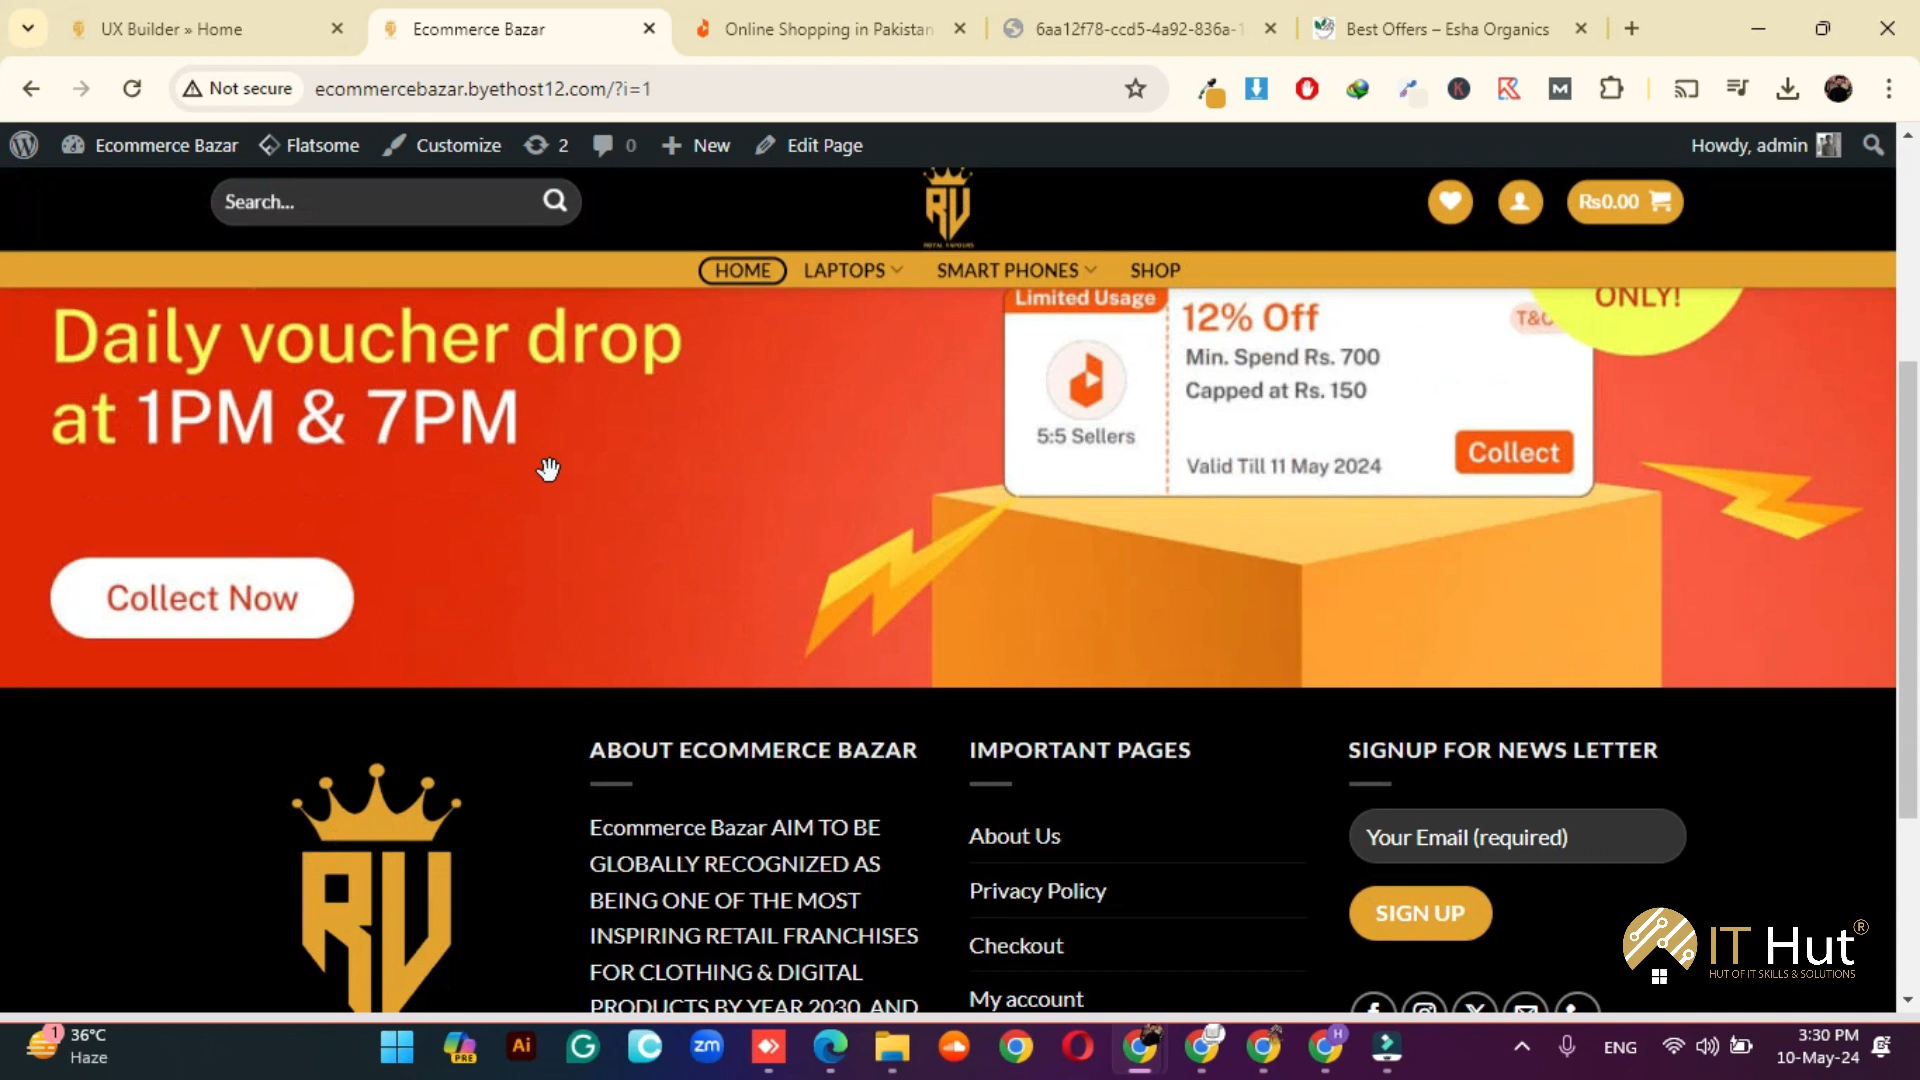 UX Builder » Home
Ecommerce Bazar
Online Shopping in Pakistan
6aa12f78-ccd5-4a92-836a-1
Best Offers – Esha Organics
Not secure
ecommercebazar.byethost12.com/?i=1
Ecommerce Bazar
Flatsome
Customize
2
0
New
Edit Page
Howdy, admin
Search...
RV
₨0.00
HOME
LAPTOPS
SMART PHONES
SHOP
Daily voucher drop
at 1PM & 7PM
Collect Now
Limited Usage
12% Off
T&C
ONLY!
Min. Spend Rs. 700
Capped at Rs. 150
5:5 Sellers
Valid Till 11 May 2024
Collect
RV
ABOUT ECOMMERCE BAZAR
Ecommerce Bazar AIM TO BE
GLOBALLY RECOGNIZED AS
BEING ONE OF THE MOST
INSPIRING RETAIL FRANCHISES
FOR CLOTHING & DIGITAL
PRODUCTS BY YEAR 2030, AND
IMPORTANT PAGES
About Us
Privacy Policy
Checkout
My account
SIGNUP FOR NEWS LETTER
Your Email (required)
SIGN UP
IT Hut®
HUT OF IT SKILLS & SOLUTIONS
1
36°C
Haze
PRE
Ai
zm
H
ENG
3:30 PM
10-May-24